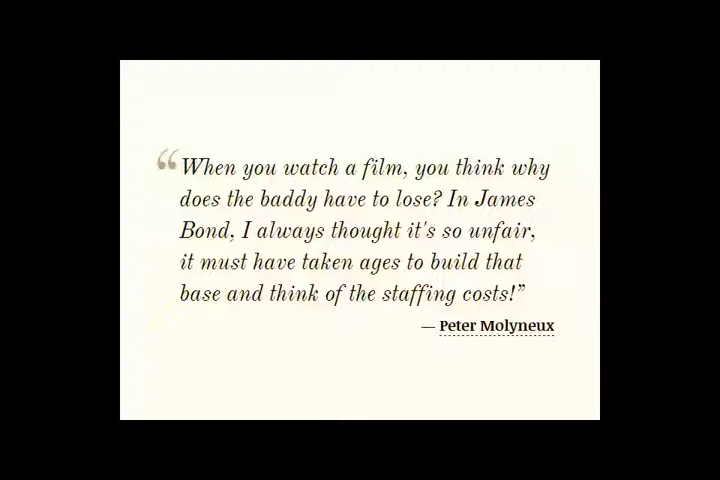 “When you watch a film, you think why
does the baddy have to lose? In James
Bond, I always thought it's so unfair,
it must have taken ages to build that
base and think of the staffing costs!”
— Peter Molyneux